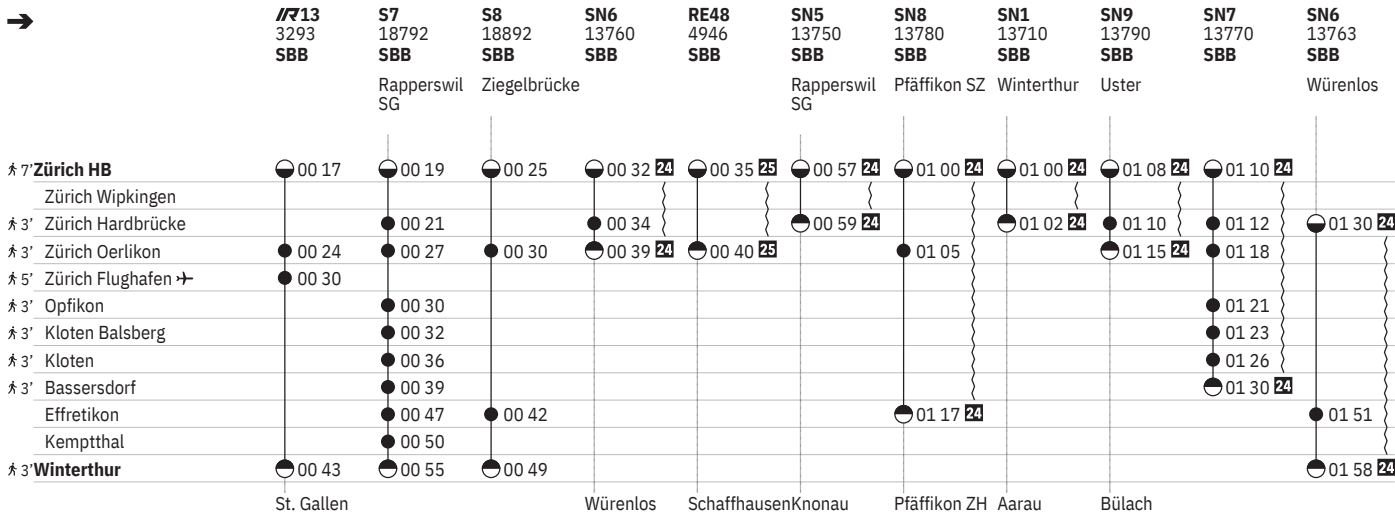 ➔ IR13 S7 S8 SN6 RE48 SN5 SN8 SN1 SN9 SN7 SN6
3293 18792 18892 13760 4946 13750 13780 13710 13790 13770 13763
SBB SBB SBB SBB SBB SBB SBB SBB SBB SBB SBB
Rapperswil Ziegelbrücke Rapperswil Pfäffikon SZ Winterthur Uster Würenlos
SG SG
7' Zürich HB 00 17 00 19 00 25 00 32 24 00 35 25 00 57 24 01 00 24 01 00 24 01 08 24 01 10 24
Zürich Wipkingen
3' Zürich Hardbrücke 00 21 00 34 00 59 24 01 02 24 01 10 01 12 01 30 24
3' Zürich Oerlikon 00 24 00 27 00 30 00 39 24 00 40 25 01 05 01 15 24 01 18
5' Zürich Flughafen ✈ 00 30
3' Opfikon 00 30 01 21
3' Kloten Balsberg 00 32 01 23
3' Kloten 00 36 01 26
3' Bassersdorf 00 39 01 30 24
Effretikon 00 47 00 42 01 17 24 01 51
Kemptthal 00 50
3' Winterthur 00 43 00 55 00 49 01 58 24
St. Gallen Würenlos Schaffhausen Knonau Pfäffikon ZH Aarau Bülach